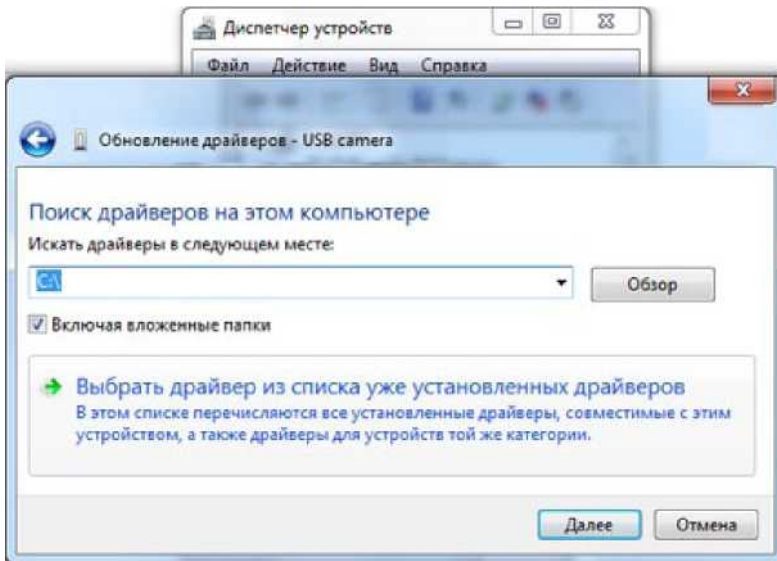 Диспетчер устройств
Файл Действие Вид Справка
Обновление драйверов - USB camera
Поиск драйверов на этом компьютере
Искать драйверы в следующем месте:
C:\
Обзор
Включая вложенные папки
Выбрать драйвер из списка уже установленных драйверов
В этом списке перечисляются все установленные драйверы, совместимые с этим
устройством, а также драйверы для устройств той же категории.
Далее
Отмена